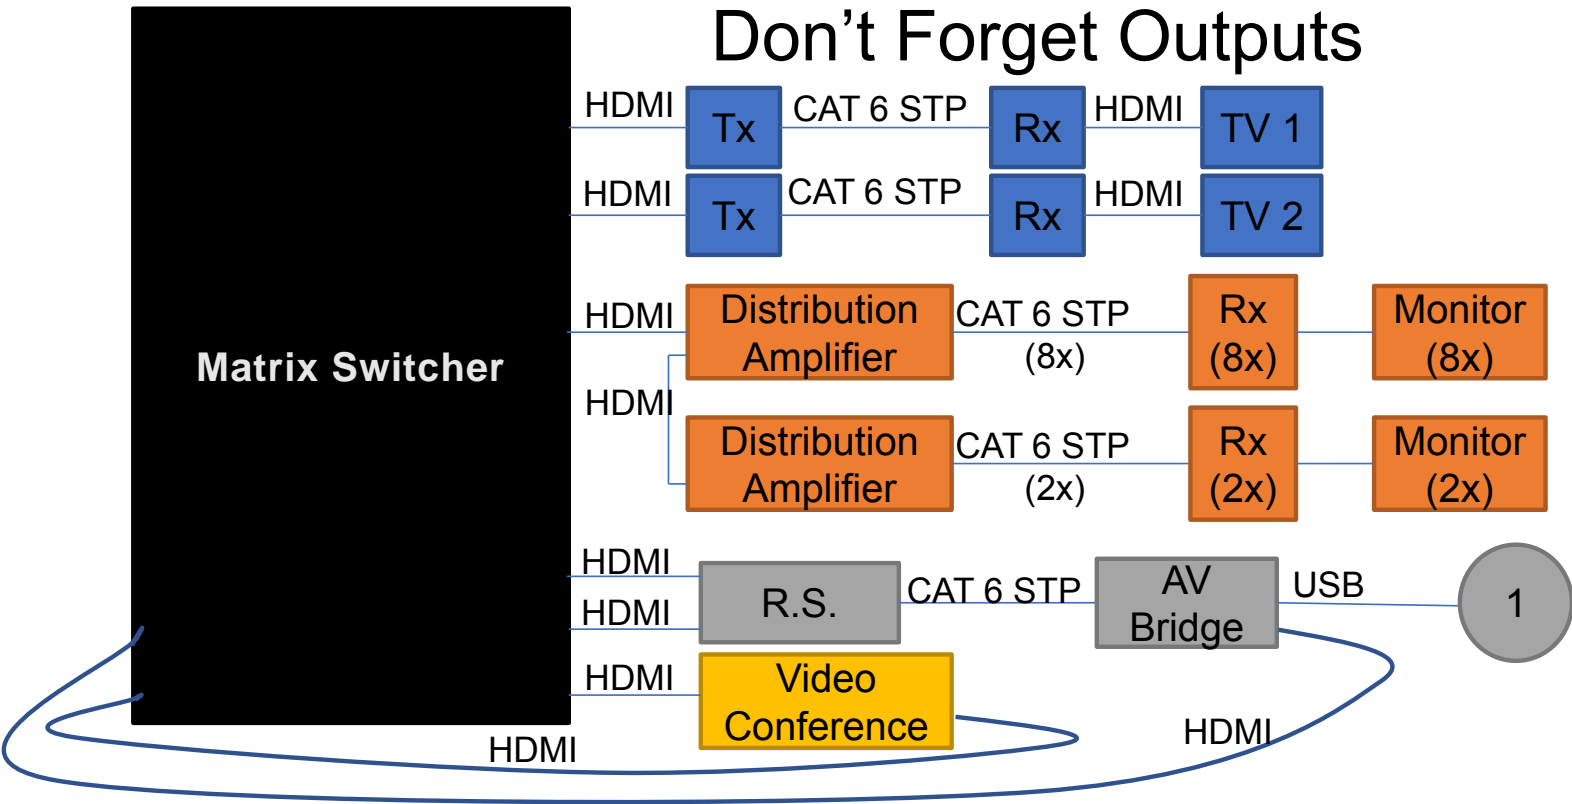 Don't Forget Outputs
HDMI
Tx
CAT 6 STP
Rx
HDMI
TV 1
HDMI
Tx
CAT 6 STP
Rx
HDMI
TV 2
Matrix Switcher
HDMI
Distribution
Amplifier
CAT 6 STP
(8x)
Rx
(8x)
Monitor
(8x)
HDMI
Distribution
Amplifier
CAT 6 STP
(2x)
Rx
(2x)
Monitor
(2x)
HDMI
HDMI
R.S.
CAT 6 STP
AV
Bridge
USB
1
HDMI
Video
Conference
HDMI
HDMI